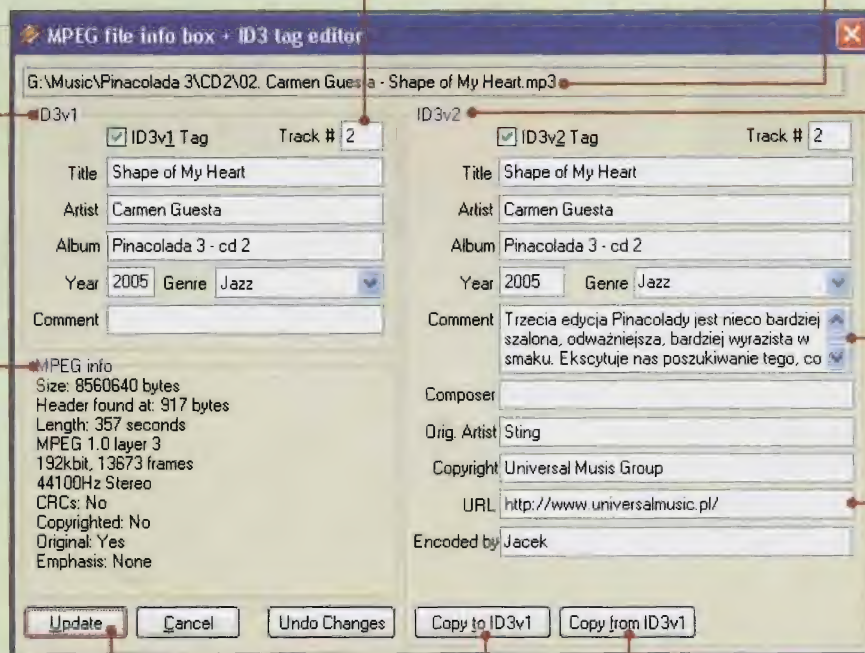 MPEG file info box + ID3 tag editor
G:\Music\Pinacolada 3\CD2\02. Carmen Guesta - Shape of My Heart.mp3
ID3v1
ID3v1 Tag Track # 2
Title Shape of My Heart
Artist Carmen Guesta
Album Pinacolada 3 - cd 2
Year 2005 Genre Jazz
Comment
MPEG info
Size: 8560640 bytes
Header found at: 917 bytes
Length: 357 seconds
MPEG 1.0 layer 3
192kbit, 13673 frames
44100Hz Stereo
CRCs: No
Copyrighted: No
Original: Yes
Emphasis: None
ID3v2
ID3v2 Tag Track # 2
Title Shape of My Heart
Artist Carmen Guesta
Album Pinacolada 3 - cd 2
Year 2005 Genre Jazz
Comment Trzecia edycja Pinacolady jest nieco bardziej
szalona, odważniejsza, bardziej wyrazista w
smaku. Ekscytuje nas poszukiwanie tego, co
Composer
Orig. Artist Sting
Copyright Universal Musis Group
URL http://www.universalmusic.pl/
Encoded by Jacek
Update Cancel Undo Changes Copy to ID3v1 Copy from ID3v1